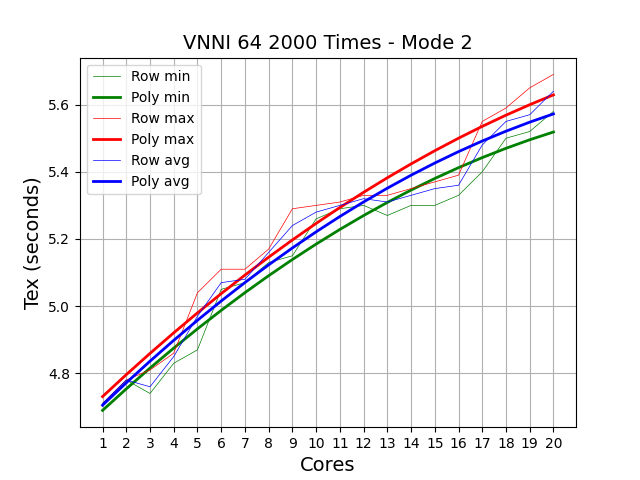 VNNI 64 2000 Times - Mode 2
Row min
Poly min
Row max
Poly max
Row avg
Poly avg
5.6
5.4
5.2
5.0
4.8
Tex (seconds)
1 2 3 4 5 6 7 8 9 10 11 12 13 14 15 16 17 18 19 20
Cores